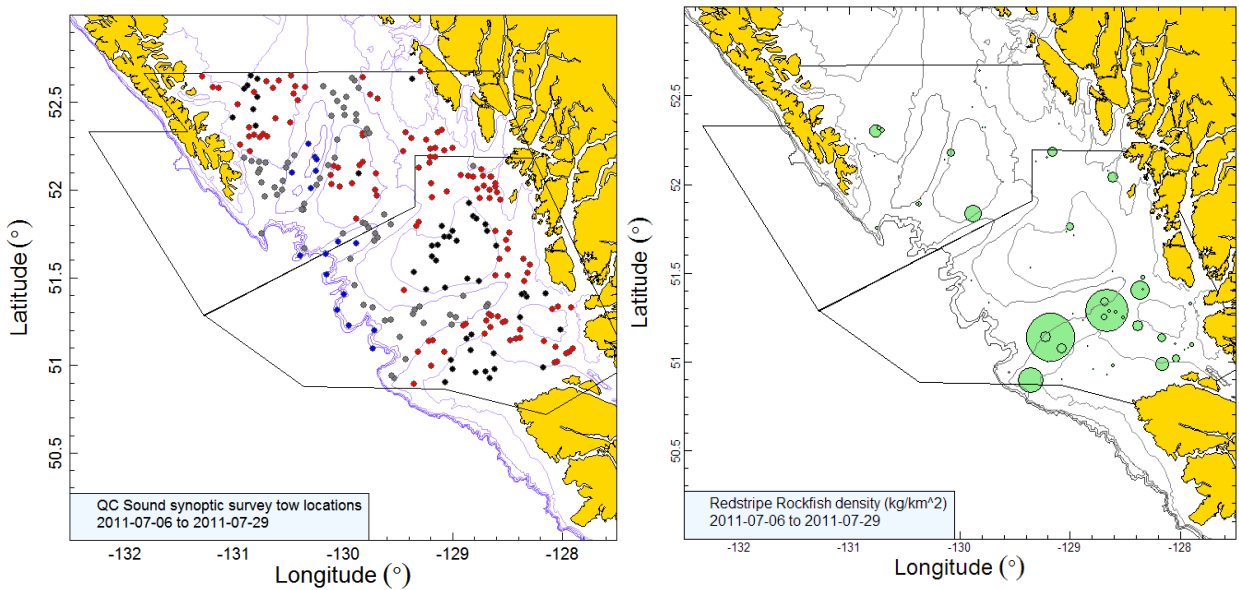 52.5
52
51.5
51
50.5
Latitude (°)
QC Sound synoptic survey tow locations
2011-07-06 to 2011-07-29
-132
-131
-130
-129
-128
Longitude (°)
52.5
52
51.5
51
50.5
Latitude (°)
Redstripe Rockfish density (kg/km^2)
2011-07-06 to 2011-07-29
-132
-131
-130
-129
-128
Longitude (°)